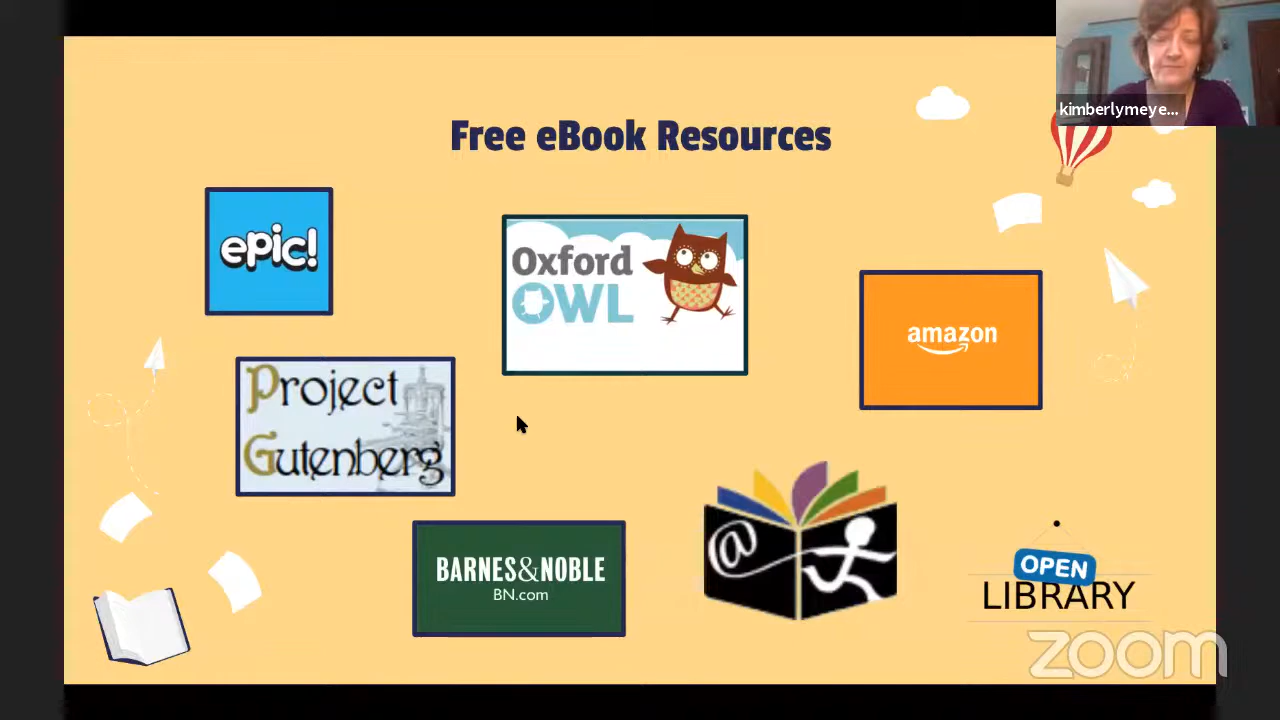 kimberlymeye...
Free eBook Resources
epic!
Oxford
OWL
amazon
Project
Gutenberg
BARNES&NOBLE
BN.com
@
OPEN
LIBRARY
zoom